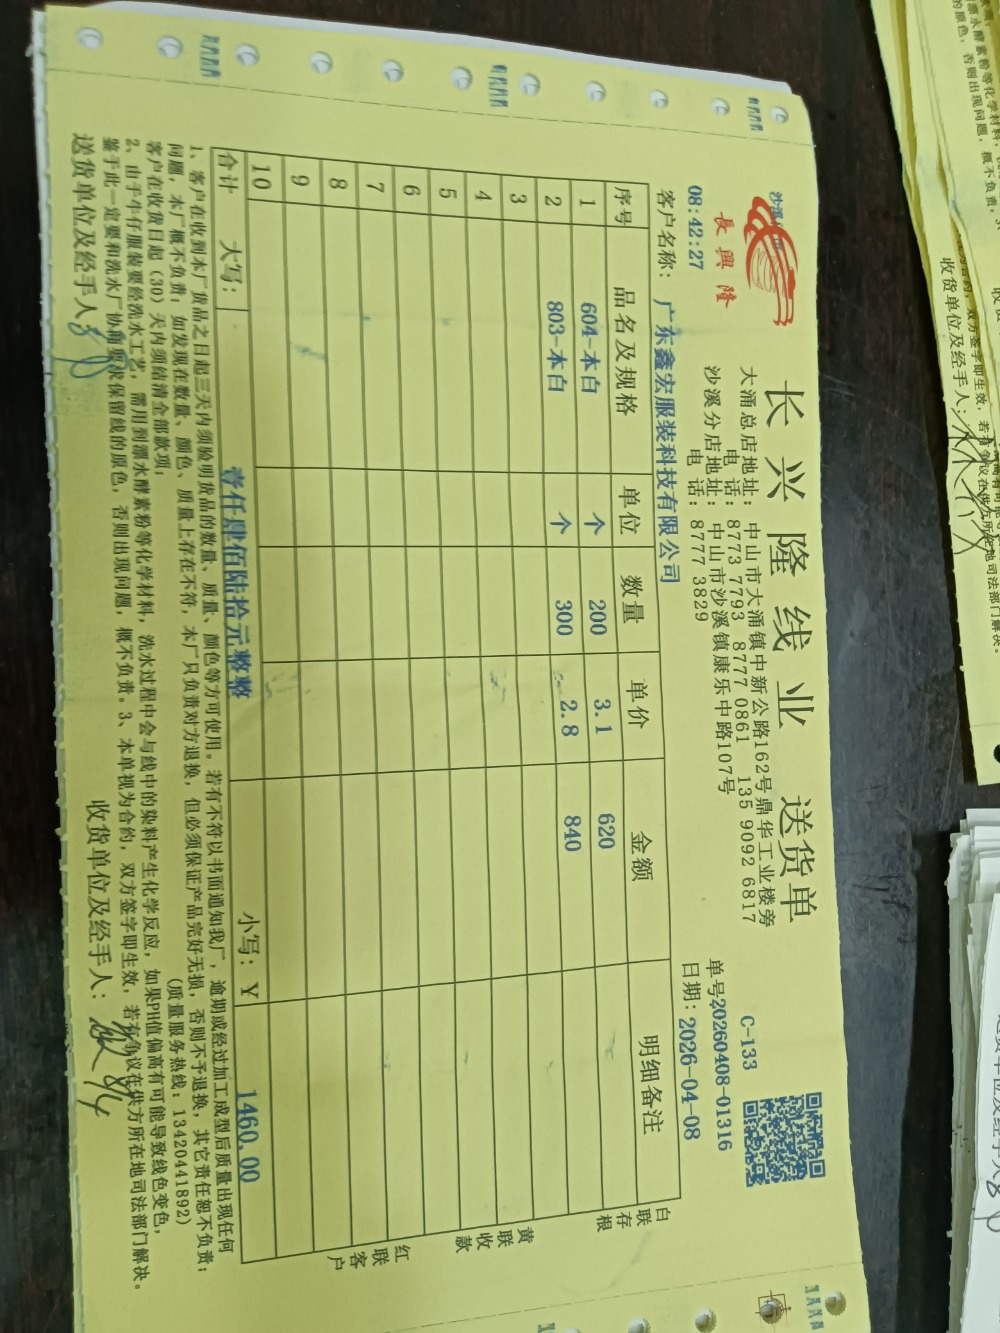 長興隆
长兴隆线业 送货单
大涌总店地址：中山市大涌镇中新公路162号鼎华工业楼旁
电话：8773 7793 8777 0861 135 9092 6817
沙溪分店地址：中山市沙溪镇康乐中路107号
电话：8777 3829
C-133
单号20260408-01316
08:42:27
日期：2026-04-08
客户名称：广东鑫宏服装科技有限公司
序号 品名及规格 单位 数量 单价 金额 明细备注
1 604-本白 个 200 3.1 620
2 803-本白 个 300 2.8 840
3
4
5
6
7
8
9
10
合计 大写：壹仟肆佰陆拾元整整 小写：Y 1460.00
白联存根
黄联收款
红联客户
1、客户在收到本厂货品之日起三天内须验明货品的数量、质量、颜色等方可使用。若有不符以书面通知我厂，逾期或经过加工成型后质量出现任何
问题，本厂概不负责；如发现在数量、颜色、质量上存在不符，本厂只负责对方退换，但必须保证产品完好无损，否则不予退换，其它责任恕不负责；
客户在收货日起（30）天内须结清全部款项； （质量服务热线：13420441892）
2、由于牛仔服装要经洗水工艺，需用到漂水酵素粉等化学材料，洗水过程中会与线中的染料产生化学反应，如果PH值偏高有可能导致线色变色，
鉴于此一定要和洗水厂协商要求保留线的原色，否则出现问题，概不负责。3、本单视为合约，双方签字即生效，若有争议在供方所在地司法部门解决。
送货单位及经手人： 收货单位及经手人：
收货单位及经手人：